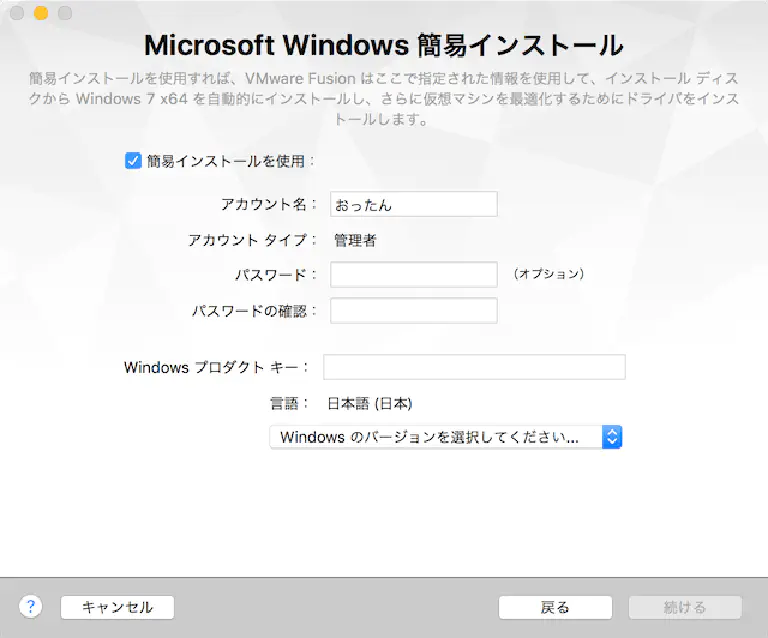 Microsoft Windows 簡易インストール
簡易インストールを使用すれば、VMware Fusion はここで指定された情報を使用して、インストール ディス
クから Windows 7 x64 を自動的にインストールし、さらに仮想マシンを最適化するためにドライバをインス
トールします。
簡易インストールを使用：
アカウント名： おったん
アカウント タイプ： 管理者
パスワード： （オプション）
パスワードの確認：
Windows プロダクト キー：
言語： 日本語 (日本)
Windows のバージョンを選択してください...
? キャンセル 戻る 続ける